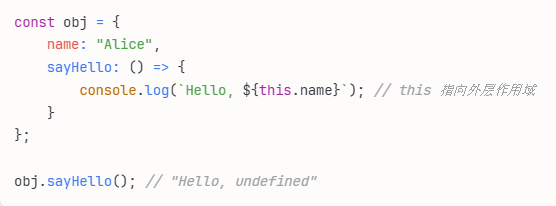 const obj = {
    name: "Alice",
    sayHello: () => {
        console.log(`Hello, ${this.name}`); // this 指向外层作用域
    }
};

obj.sayHello(); // "Hello, undefined"